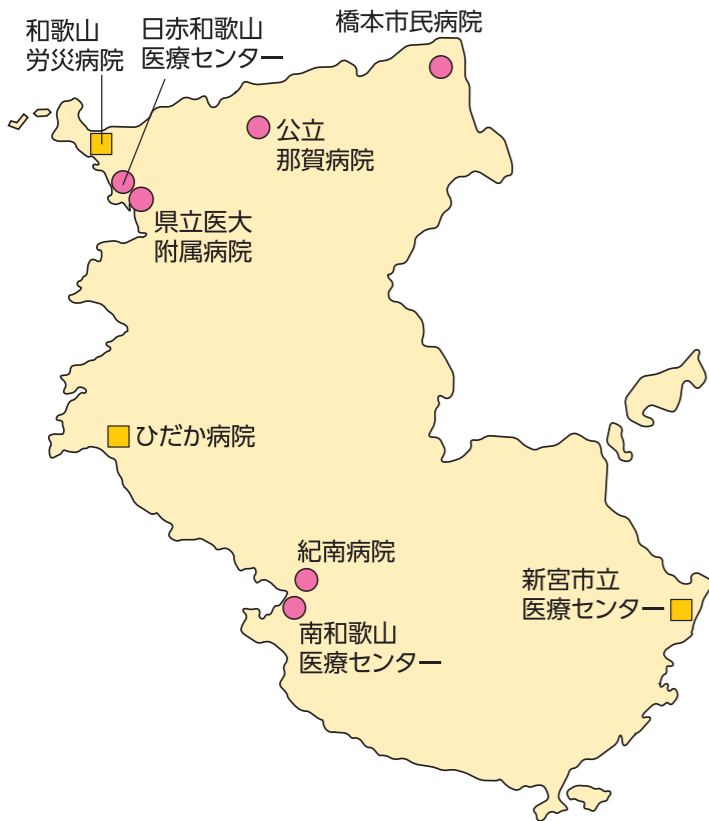 和歌山
労災病院
日赤和歌山
医療センター
橋本市民病院
公立
那賀病院
県立医大
附属病院
ひだか病院
紀南病院
南和歌山
医療センター
新宮市立
医療センター